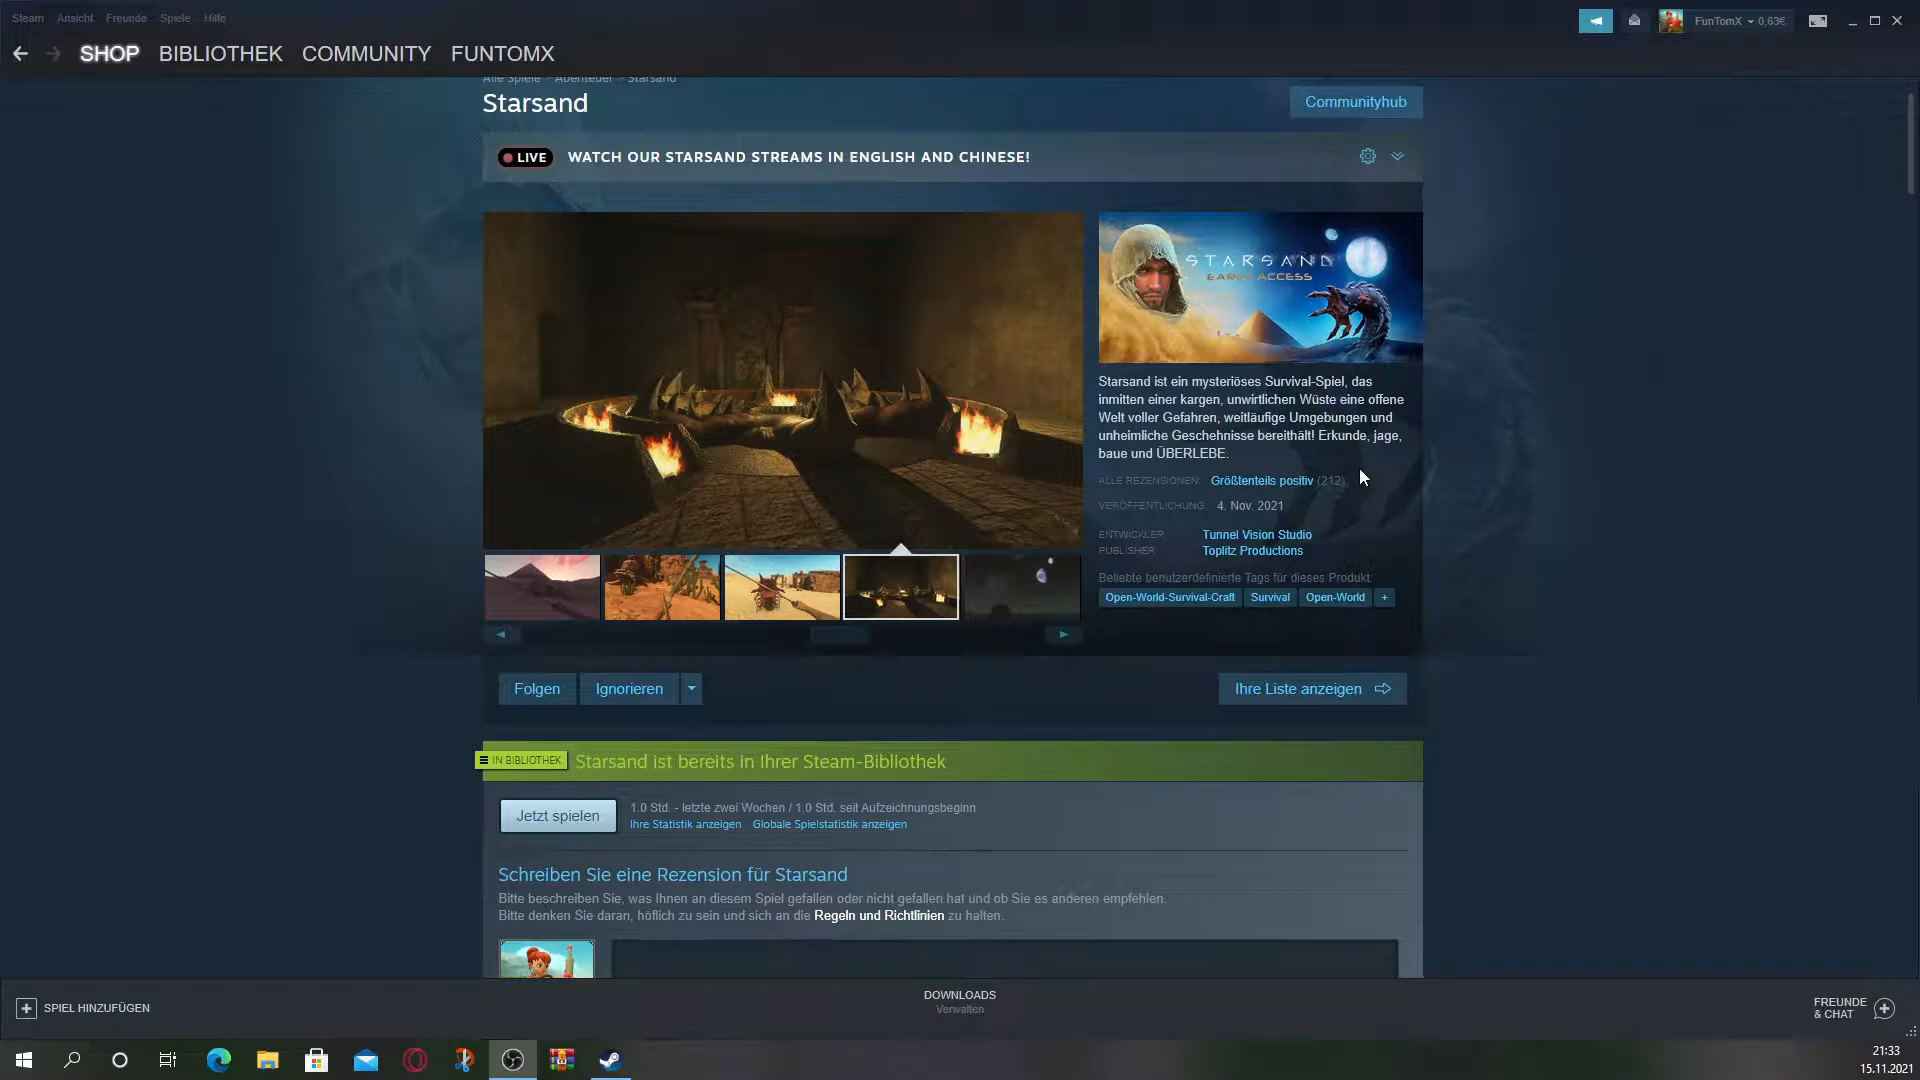 Steam Ansicht Freunde Spiele Hilfe
FunTomX 0,63€
SHOP BIBLIOTHEK COMMUNITY FUNTOMX
Alle Spiele Abenteuer Starsand
Starsand
Communityhub
LIVE
WATCH OUR STARSAND STREAMS IN ENGLISH AND CHINESE!
STARSAND
EARLY ACCESS
Starsand ist ein mysteriöses Survival-Spiel, das
inmitten einer kargen, unwirtlichen Wüste eine offene
Welt voller Gefahren, weitläufige Umgebungen und
unheimliche Geschehnisse bereithält! Erkunde, jage,
baue und ÜBERLEBE.
ALLE REZENSIONEN: Größtenteils positiv (212)
VERÖFFENTLICHUNG: 4. Nov. 2021
ENTWICKLER: Tunnel Vision Studio
PUBLISHER: Toplitz Productions
Beliebte benutzerdefinierte Tags für dieses Produkt:
Open-World-Survival-Craft Survival Open-World +
Folgen Ignorieren
Ihre Liste anzeigen
IN BIBLIOTHEK
Starsand ist bereits in Ihrer Steam-Bibliothek
Jetzt spielen
1.0 Std. - letzte zwei Wochen / 1.0 Std. seit Aufzeichnungsbeginn
Ihre Statistik anzeigen Globale Spielstatistik anzeigen
Schreiben Sie eine Rezension für Starsand
Bitte beschreiben Sie, was Ihnen an diesem Spiel gefallen oder nicht gefallen hat und ob Sie es anderen empfehlen.
Bitte denken Sie daran, höflich zu sein und sich an die Regeln und Richtlinien zu halten.
SPIEL HINZUFÜGEN
DOWNLOADS
Verwalten
FREUNDE
& CHAT
21:33
15.11.2021